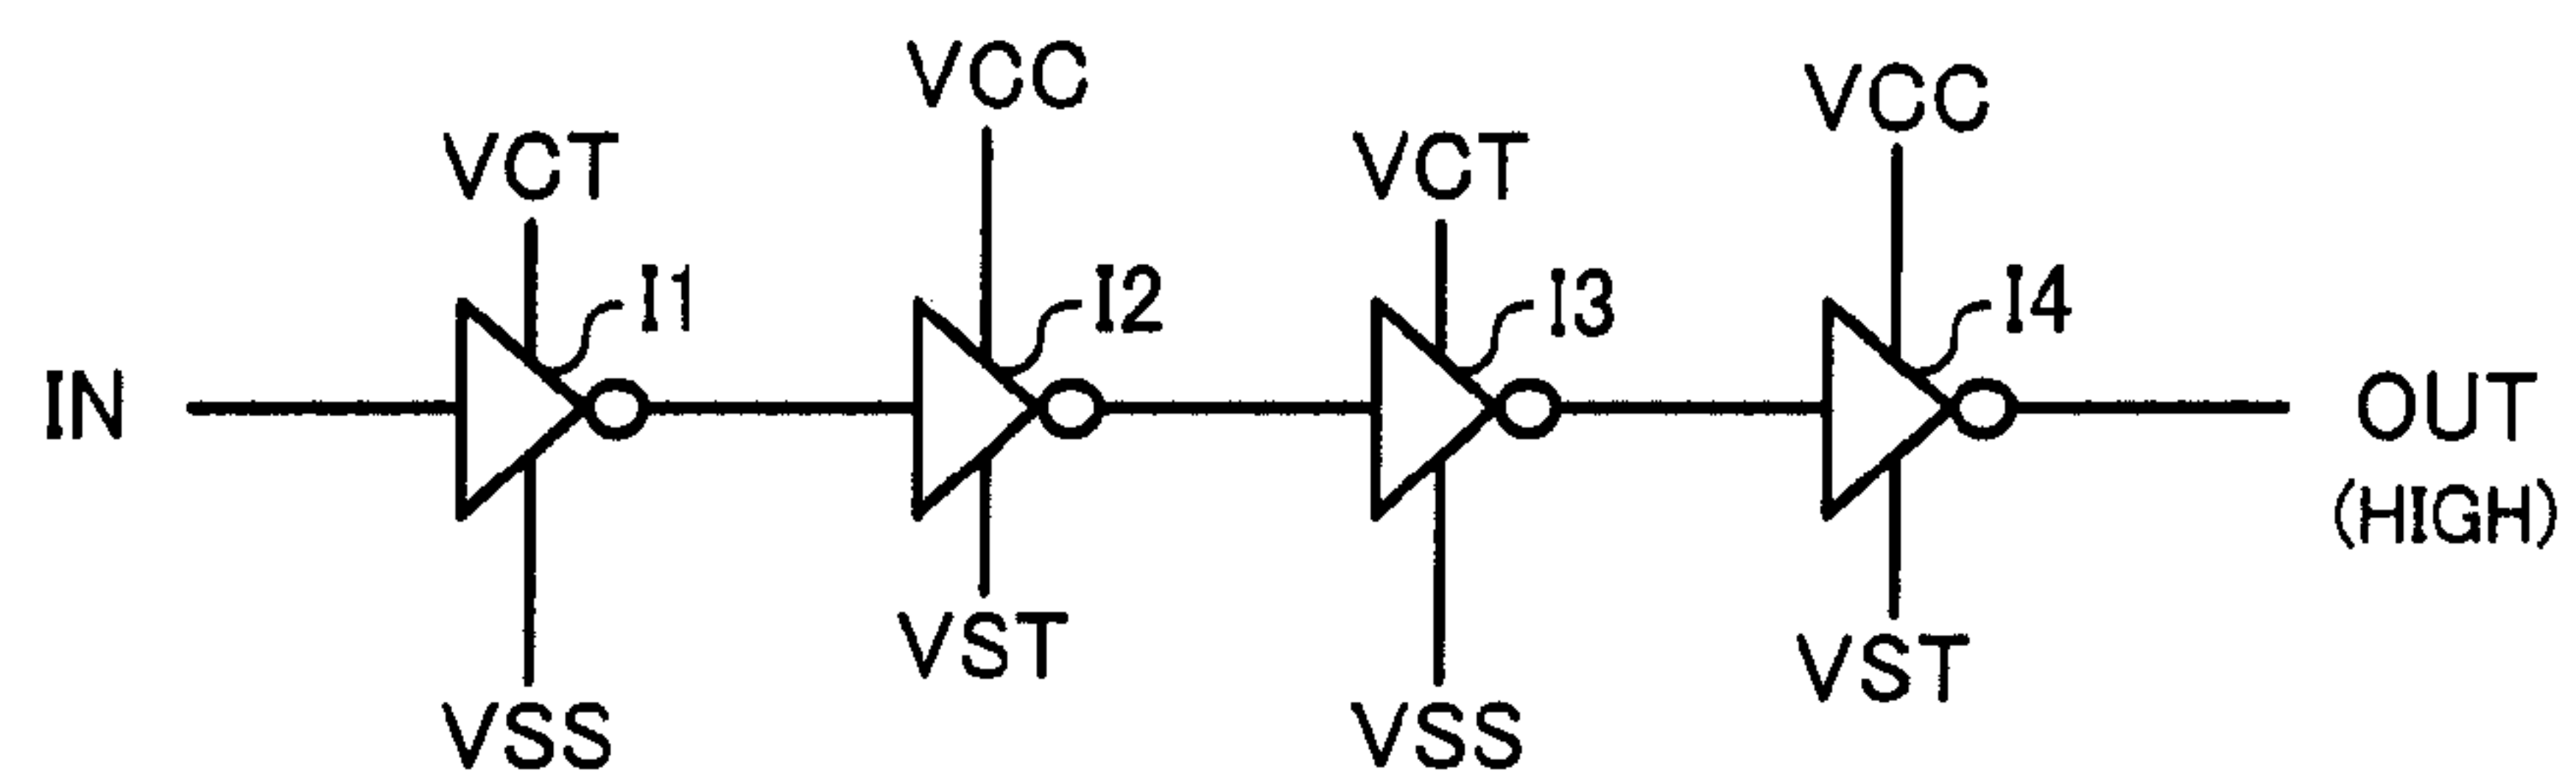 VCC
VCC
VCT
VCT
I1
I2
I3
I4
IN
OUT
(HIGH)
VST
VST
VSS
VSS